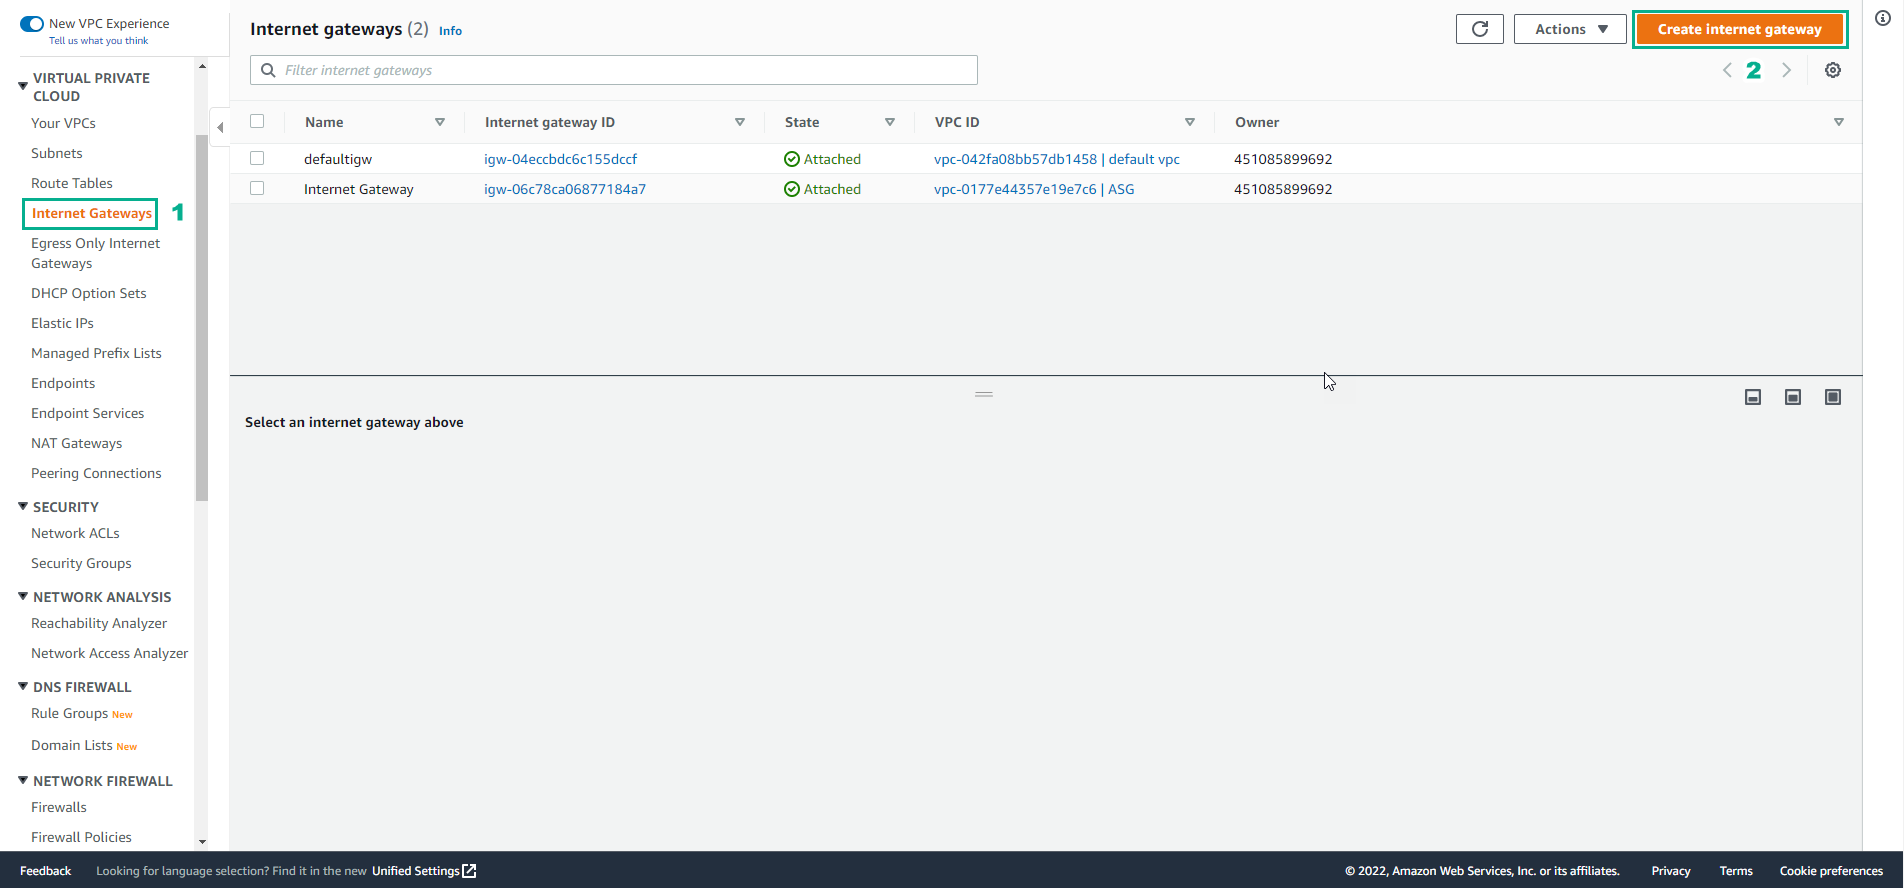 New VPC Experience
Tell us what you think
VIRTUAL PRIVATE
CLOUD
Your VPCs
Subnets
Route Tables
Internet Gateways 1
Egress Only Internet
Gateways
DHCP Option Sets
Elastic IPs
Managed Prefix Lists
Endpoints
Endpoint Services
NAT Gateways
Peering Connections
SECURITY
Network ACLs
Security Groups
NETWORK ANALYSIS
Reachability Analyzer
Network Access Analyzer
DNS FIREWALL
Rule Groups New
Domain Lists New
NETWORK FIREWALL
Firewalls
Firewall Policies
Internet gateways (2) Info
Actions
Create internet gateway
Filter internet gateways
2
Name Internet gateway ID State VPC ID Owner
defaultigw igw-04eccbdc6c155dccf Attached vpc-042fa08bb57db1458 | default vpc 451085899692
Internet Gateway igw-06c78ca06877184a7 Attached vpc-0177e44357e19e7c6 | ASG 451085899692
Select an internet gateway above
Feedback Looking for language selection? Find it in the new Unified Settings © 2022, Amazon Web Services, Inc. or its affiliates. Privacy Terms Cookie preferences